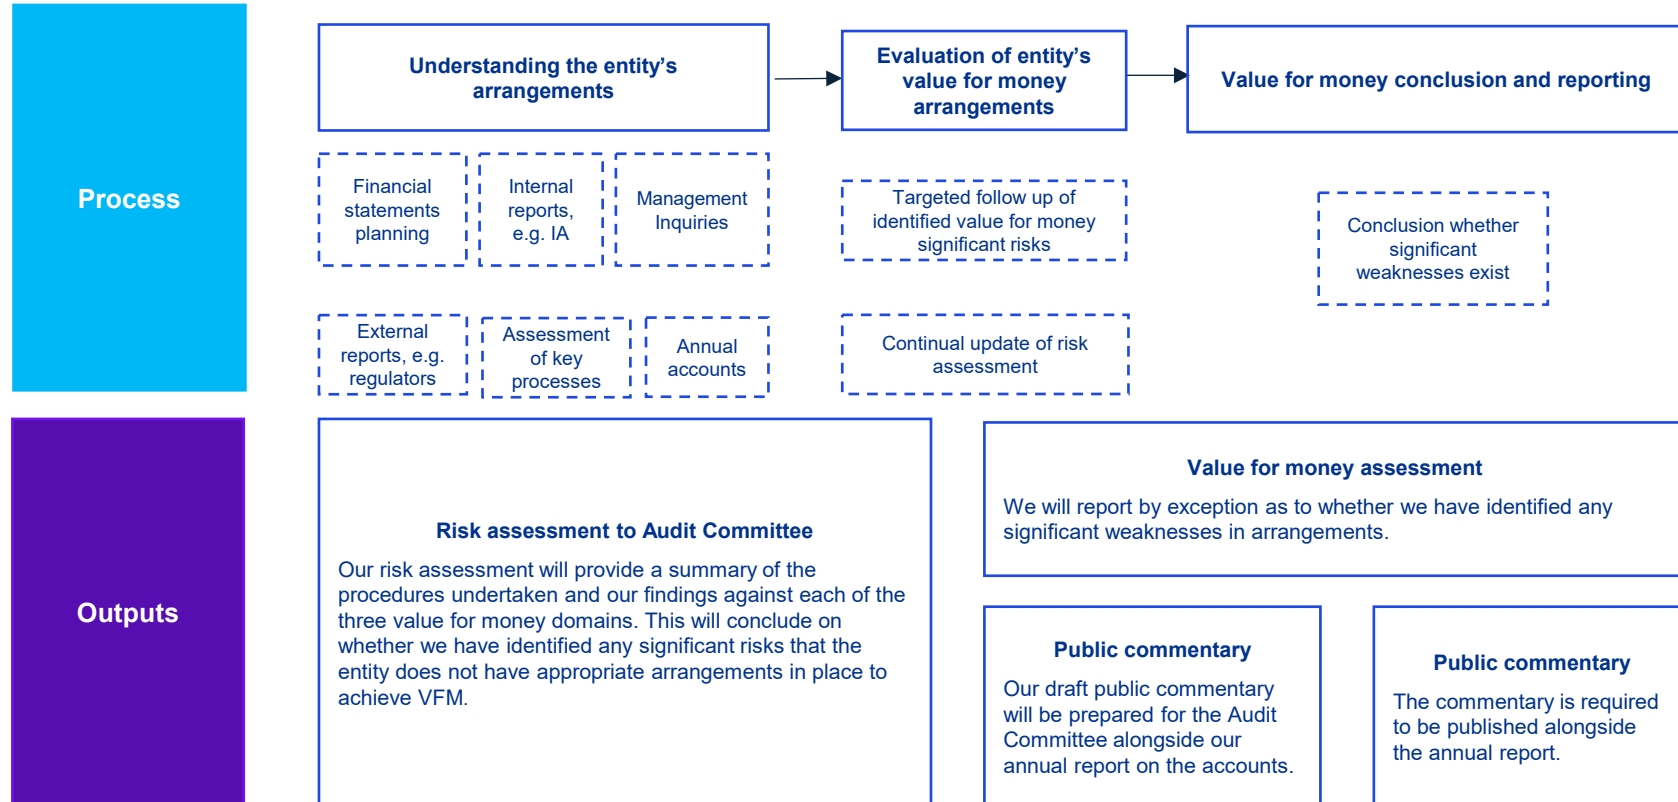 Process
Understanding the entity's
arrangements
Evaluation of entity's
value for money
arrangements
Value for money conclusion and reporting
Financial
statements
planning
Internal
reports,
e.g. IA
Management
Inquiries
Targeted follow up of
identified value for money
significant risks
Conclusion whether
significant
weaknesses exist
External
reports, e.g.
regulators
Assessment
of key
processes
Annual
accounts
Continual update of risk
assessment
Outputs
Risk assessment to Audit Committee
Our risk assessment will provide a summary of the
procedures undertaken and our findings against each of the
three value for money domains. This will conclude on
whether we have identified any significant risks that the
entity does not have appropriate arrangements in place to
achieve VFM.
Value for money assessment
We will report by exception as to whether we have identified any
significant weaknesses in arrangements.
Public commentary
Our draft public commentary
will be prepared for the Audit
Committee alongside our
annual report on the accounts.
Public commentary
The commentary is required
to be published alongside
the annual report.